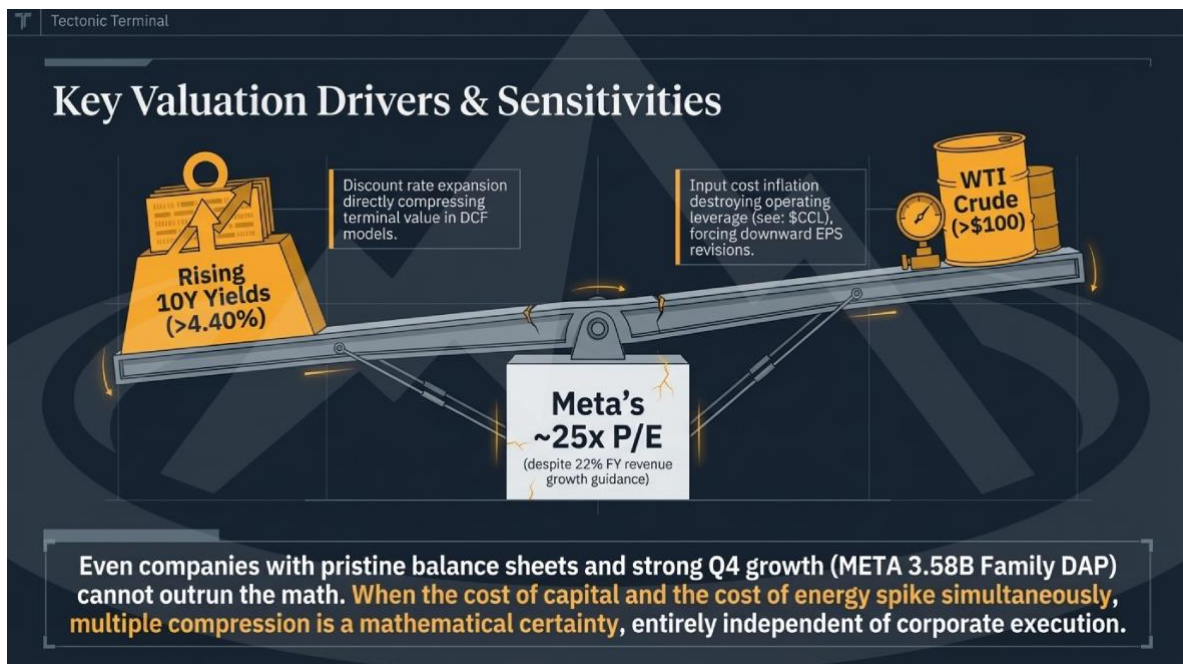 Tectonic Terminal
Key Valuation Drivers & Sensitivities
Rising
10Y Yields
(>4.40%)
Discount rate expansion
directly compressing
terminal value in DCF
models.
Input cost inflation
destroying operating
leverage (see: $CCL),
forcing downward EPS
revisions.
WTI
Crude
(>$100)
Meta's
~25x P/E
(despite 22% FY revenue
growth guidance)
Even companies with pristine balance sheets and strong Q4 growth (META 3.58B Family DAP)
cannot outrun the math. When the cost of capital and the cost of energy spike simultaneously,
multiple compression is a mathematical certainty, entirely independent of corporate execution.